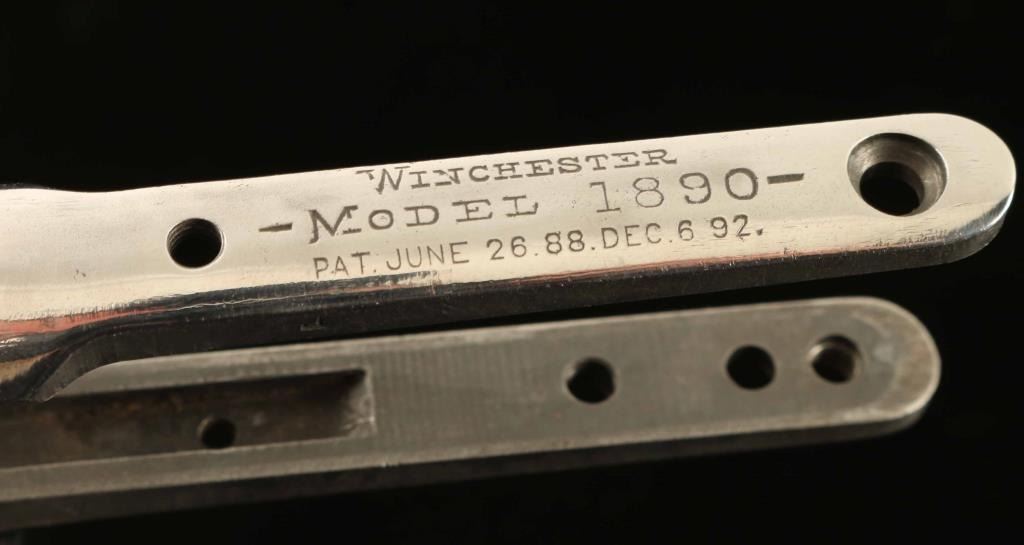 WINCHESTER
-MODEL 1890-
PAT. JUNE 26.88. DEC. 6 92.